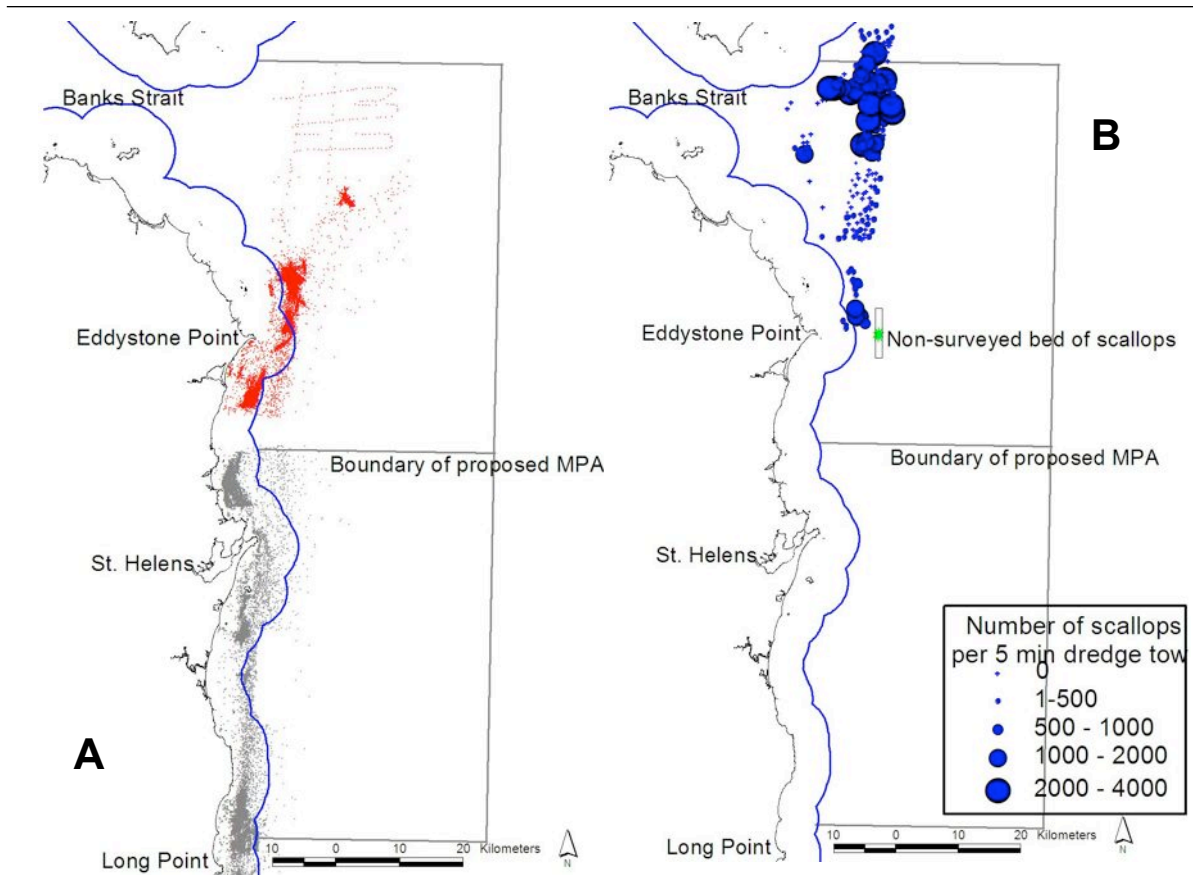 Banks Strait
Eddystone Point
Boundary of proposed MPA
St. Helens
A
Long Point
10 0 10 20 Kilometers
N
Banks Strait
B
Eddystone Point
Non-surveyed bed of scallops
Boundary of proposed MPA
St. Helens
Number of scallops
per 5 min dredge tow
0
1-500
500 - 1000
1000 - 2000
2000 - 4000
Long Point
10 0 10 20 Kilometers
N